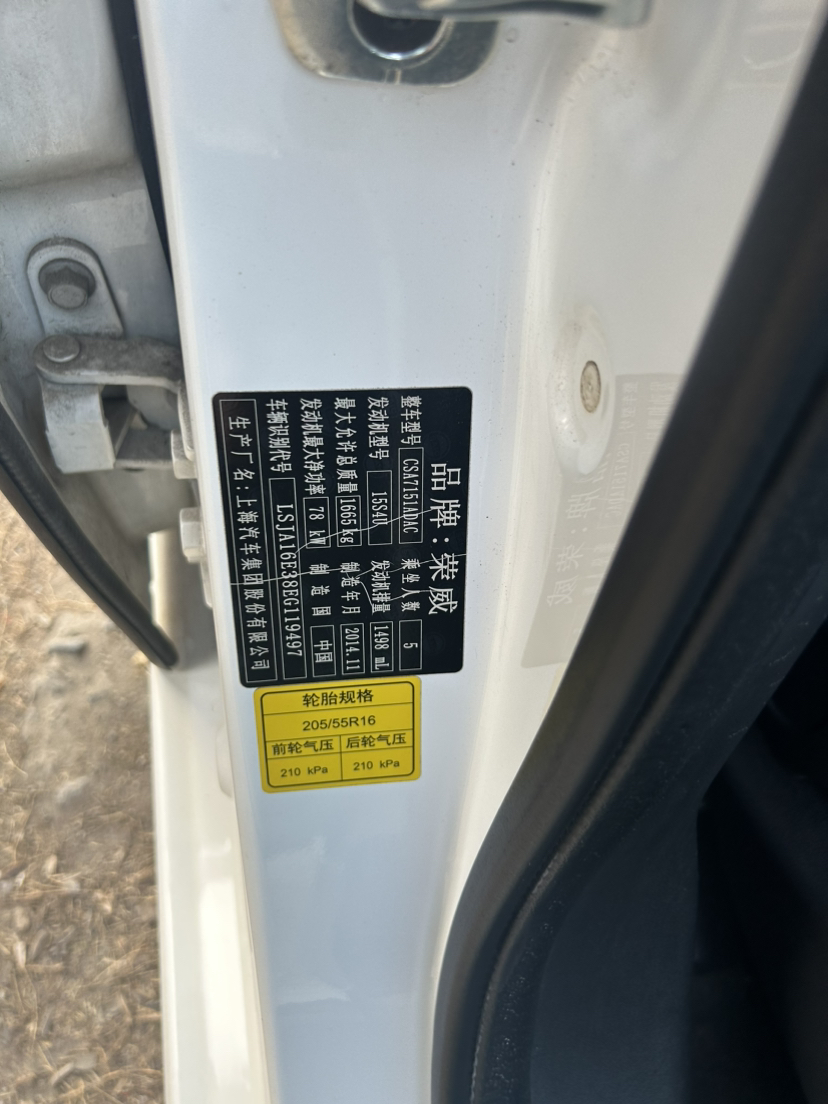 品牌：荣威
整车型号 CSA7151ADAC 乘坐人数 5
发动机型号 15S4U 发动机排量 1498 mL
最大允许总质量 1665 kg 制造年月 2014.11
发动机最大净功率 78 kW 制造国 中国
车辆识别代号 LSJA16E38EG119497
生产厂名：上海汽车集团股份有限公司
轮胎规格
205/55R16
前轮气压 后轮气压
210 kPa 210 kPa